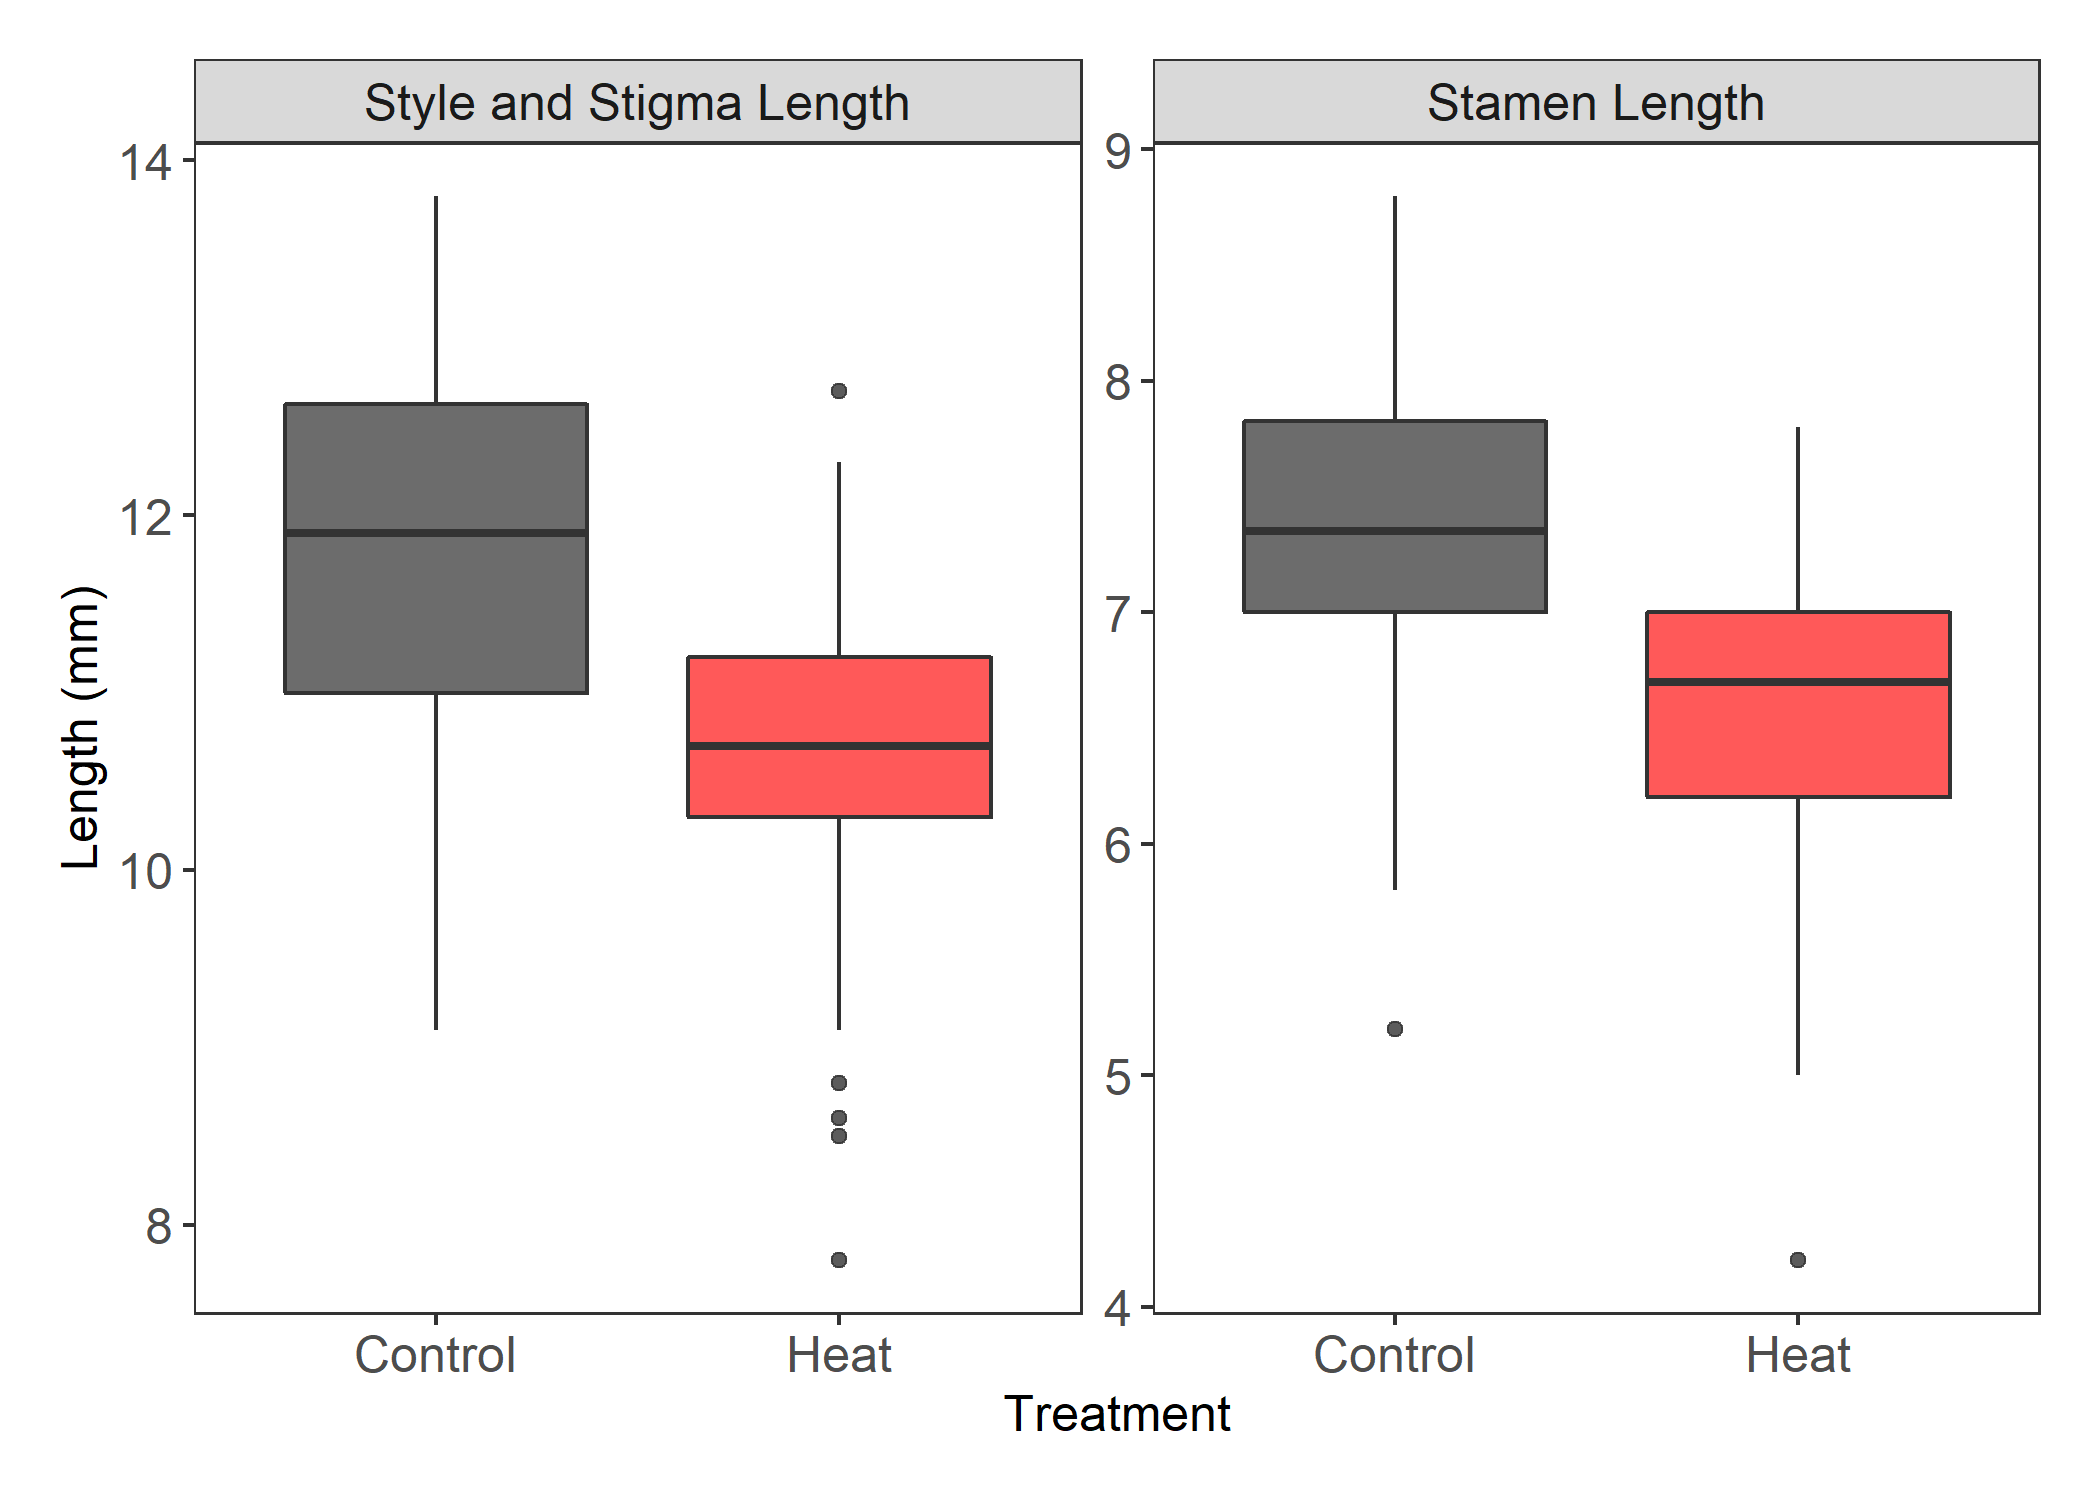 Style and Stigma Length
Stamen Length
14
12
10
8
9
8
7
6
5
4
Length (mm)
Control
Heat
Control
Heat
Treatment